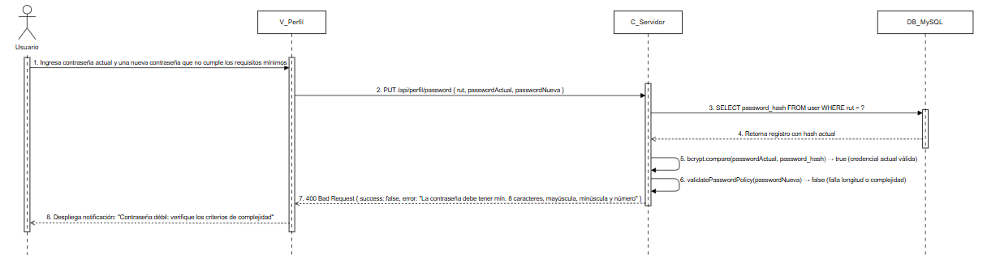 Usuario
V_Perfil
C_Servidor
DB_MySQL
1. Ingresa contraseña actual y una nueva contraseña que no cumple los requisitos mínimos
2. PUT /api/perfil/password { rut, passwordActual, passwordNueva }
3. SELECT password_hash FROM user WHERE rut = ?
4. Retorna registro con hash actual
5. bcrypt.compare(passwordActual, password_hash) → true (credencial actual válida)
6. validatePasswordPolicy(passwordNueva) → false (falla longitud o complejidad)
7. 400 Bad Request { success: false, error: "La contraseña debe tener mín. 8 caracteres, mayúscula, minúscula y número" }
8. Despliega notificación: "Contraseña débil: verifique los criterios de complejidad"